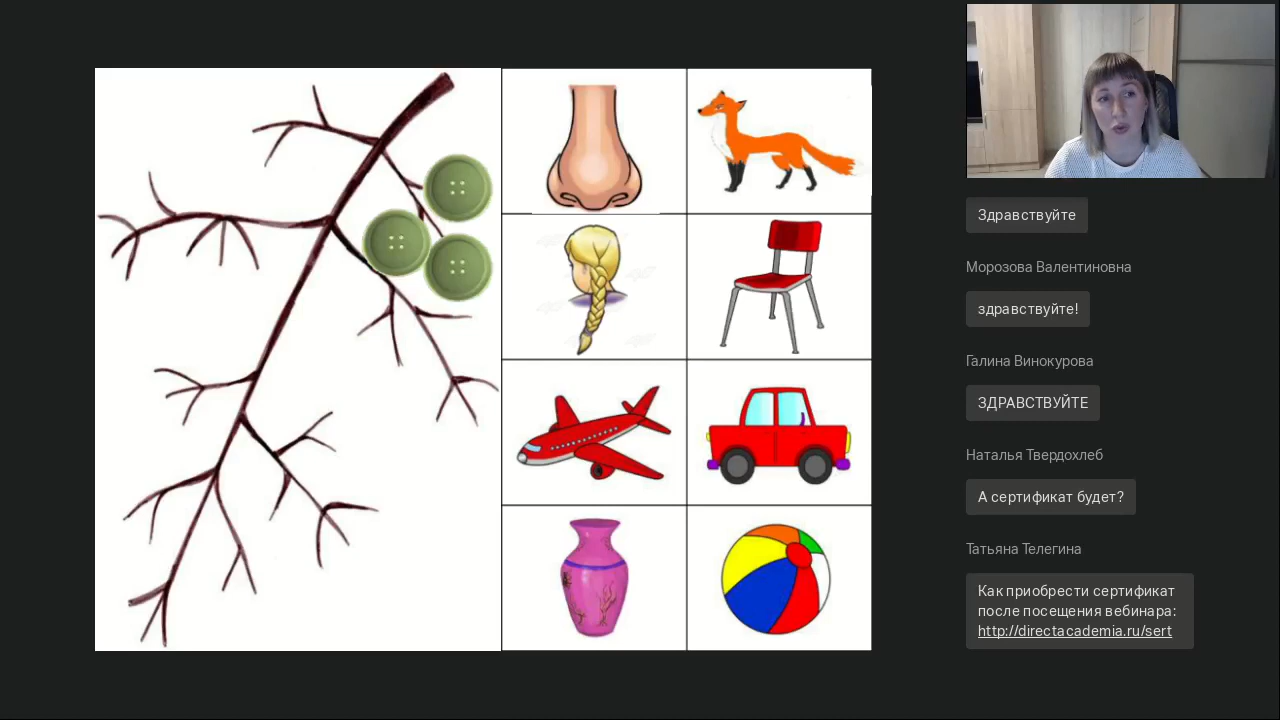 Здравствуйте
Морозова Валентиновна
здравствуйте!
Галина Винокурова
ЗДРАВСТВУЙТЕ
Наталья Твердохлеб
А сертификат будет?
Татьяна Телегина
Как приобрести сертификат
после посещения вебинара:
http://directacademia.ru/sert